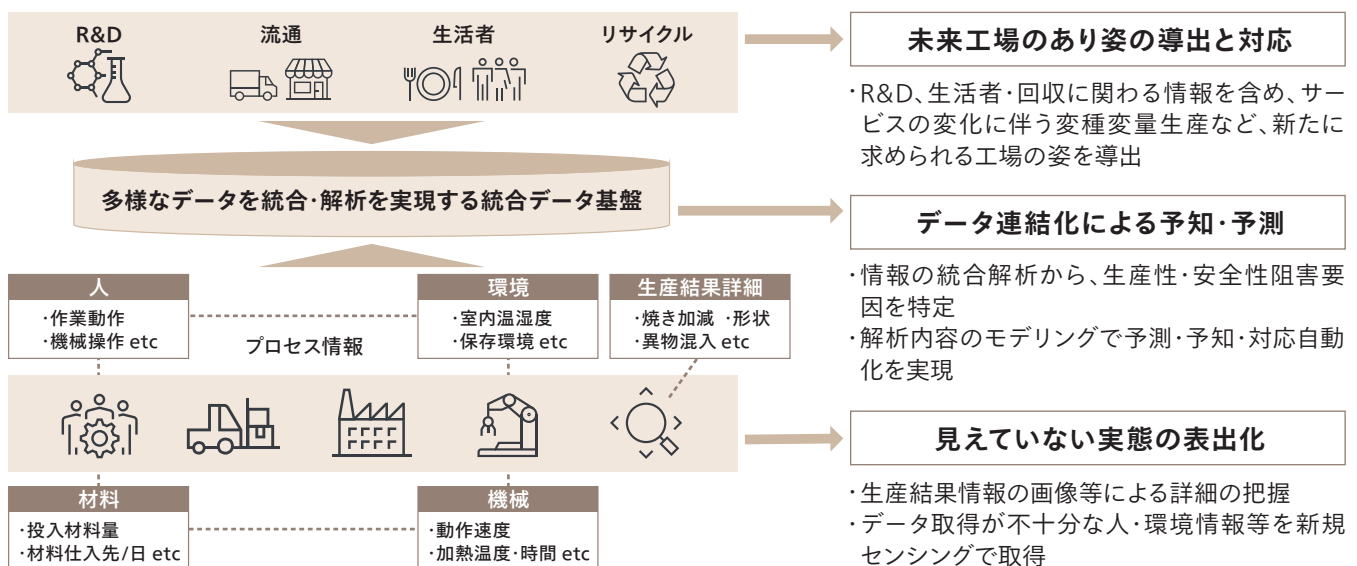 R&D
流通
生活者
リサイクル
未来工場のあり姿の導出と対応
・R&D、生活者・回収に関わる情報を含め、サー
ビスの変化に伴う変種変量生産など、新たに
求められる工場の姿を導出
多様なデータを統合・解析を実現する統合データ基盤
データ連結化による予知・予測
・情報の統合解析から、生産性・安全性阻害要
因を特定
・解析内容のモデリングで予測・予知・対応自動
化を実現
人
・作業動作
・機械操作 etc
プロセス情報
環境
・室内温湿度
・保存環境 etc
生産結果詳細
・焼き加減 ・形状
・異物混入 etc
見えていない実態の表出化
・生産結果情報の画像等による詳細の把握
・データ取得が不十分な人・環境情報等を新規
センシングで取得
材料
・投入材料量
・材料仕入先/日 etc
機械
・動作速度
・加熱温度・時間 etc